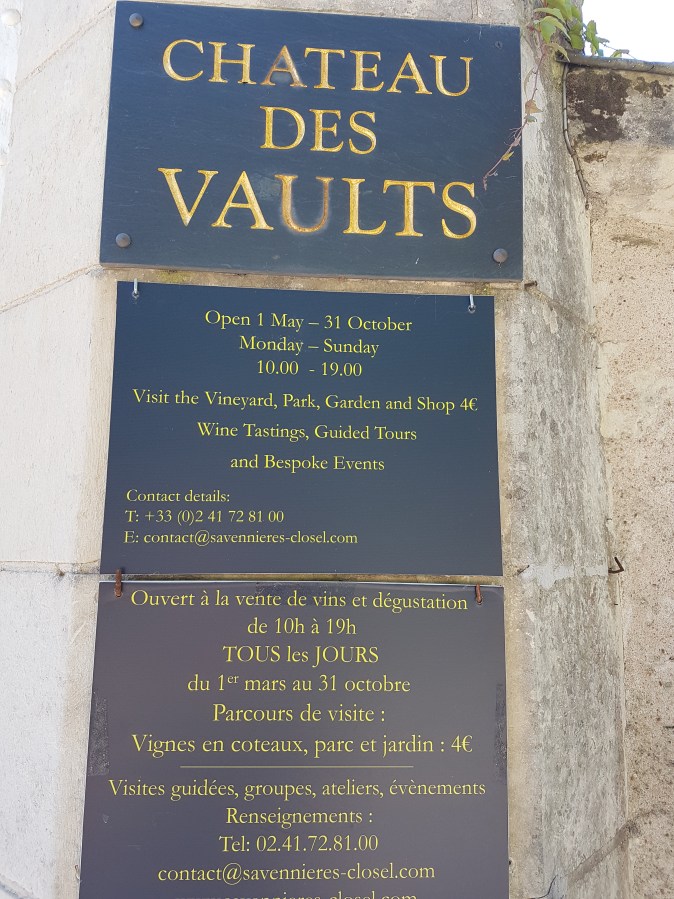 CHATEAU
DES
VAULTS
Open 1 May – 31 October
Monday – Sunday
10.00 - 19.00
Visit the Vineyard, Park, Garden and Shop 4€
Wine Tastings, Guided Tours
and Bespoke Events
Contact details:
T: +33 (0)2 41 72 81 00
E: contact@savennieres-closel.com
Ouvert à la vente de vins et dégustation
de 10h à 19h
TOUS les JOURS
du 1er mars au 31 octobre
Parcours de visite :
Vignes en coteaux, parc et jardin : 4€
Visites guidées, groupes, ateliers, évènements
Renseignements :
Tel: 02.41.72.81.00
contact@savennieres-closel.com
www.savennieres-closel.com